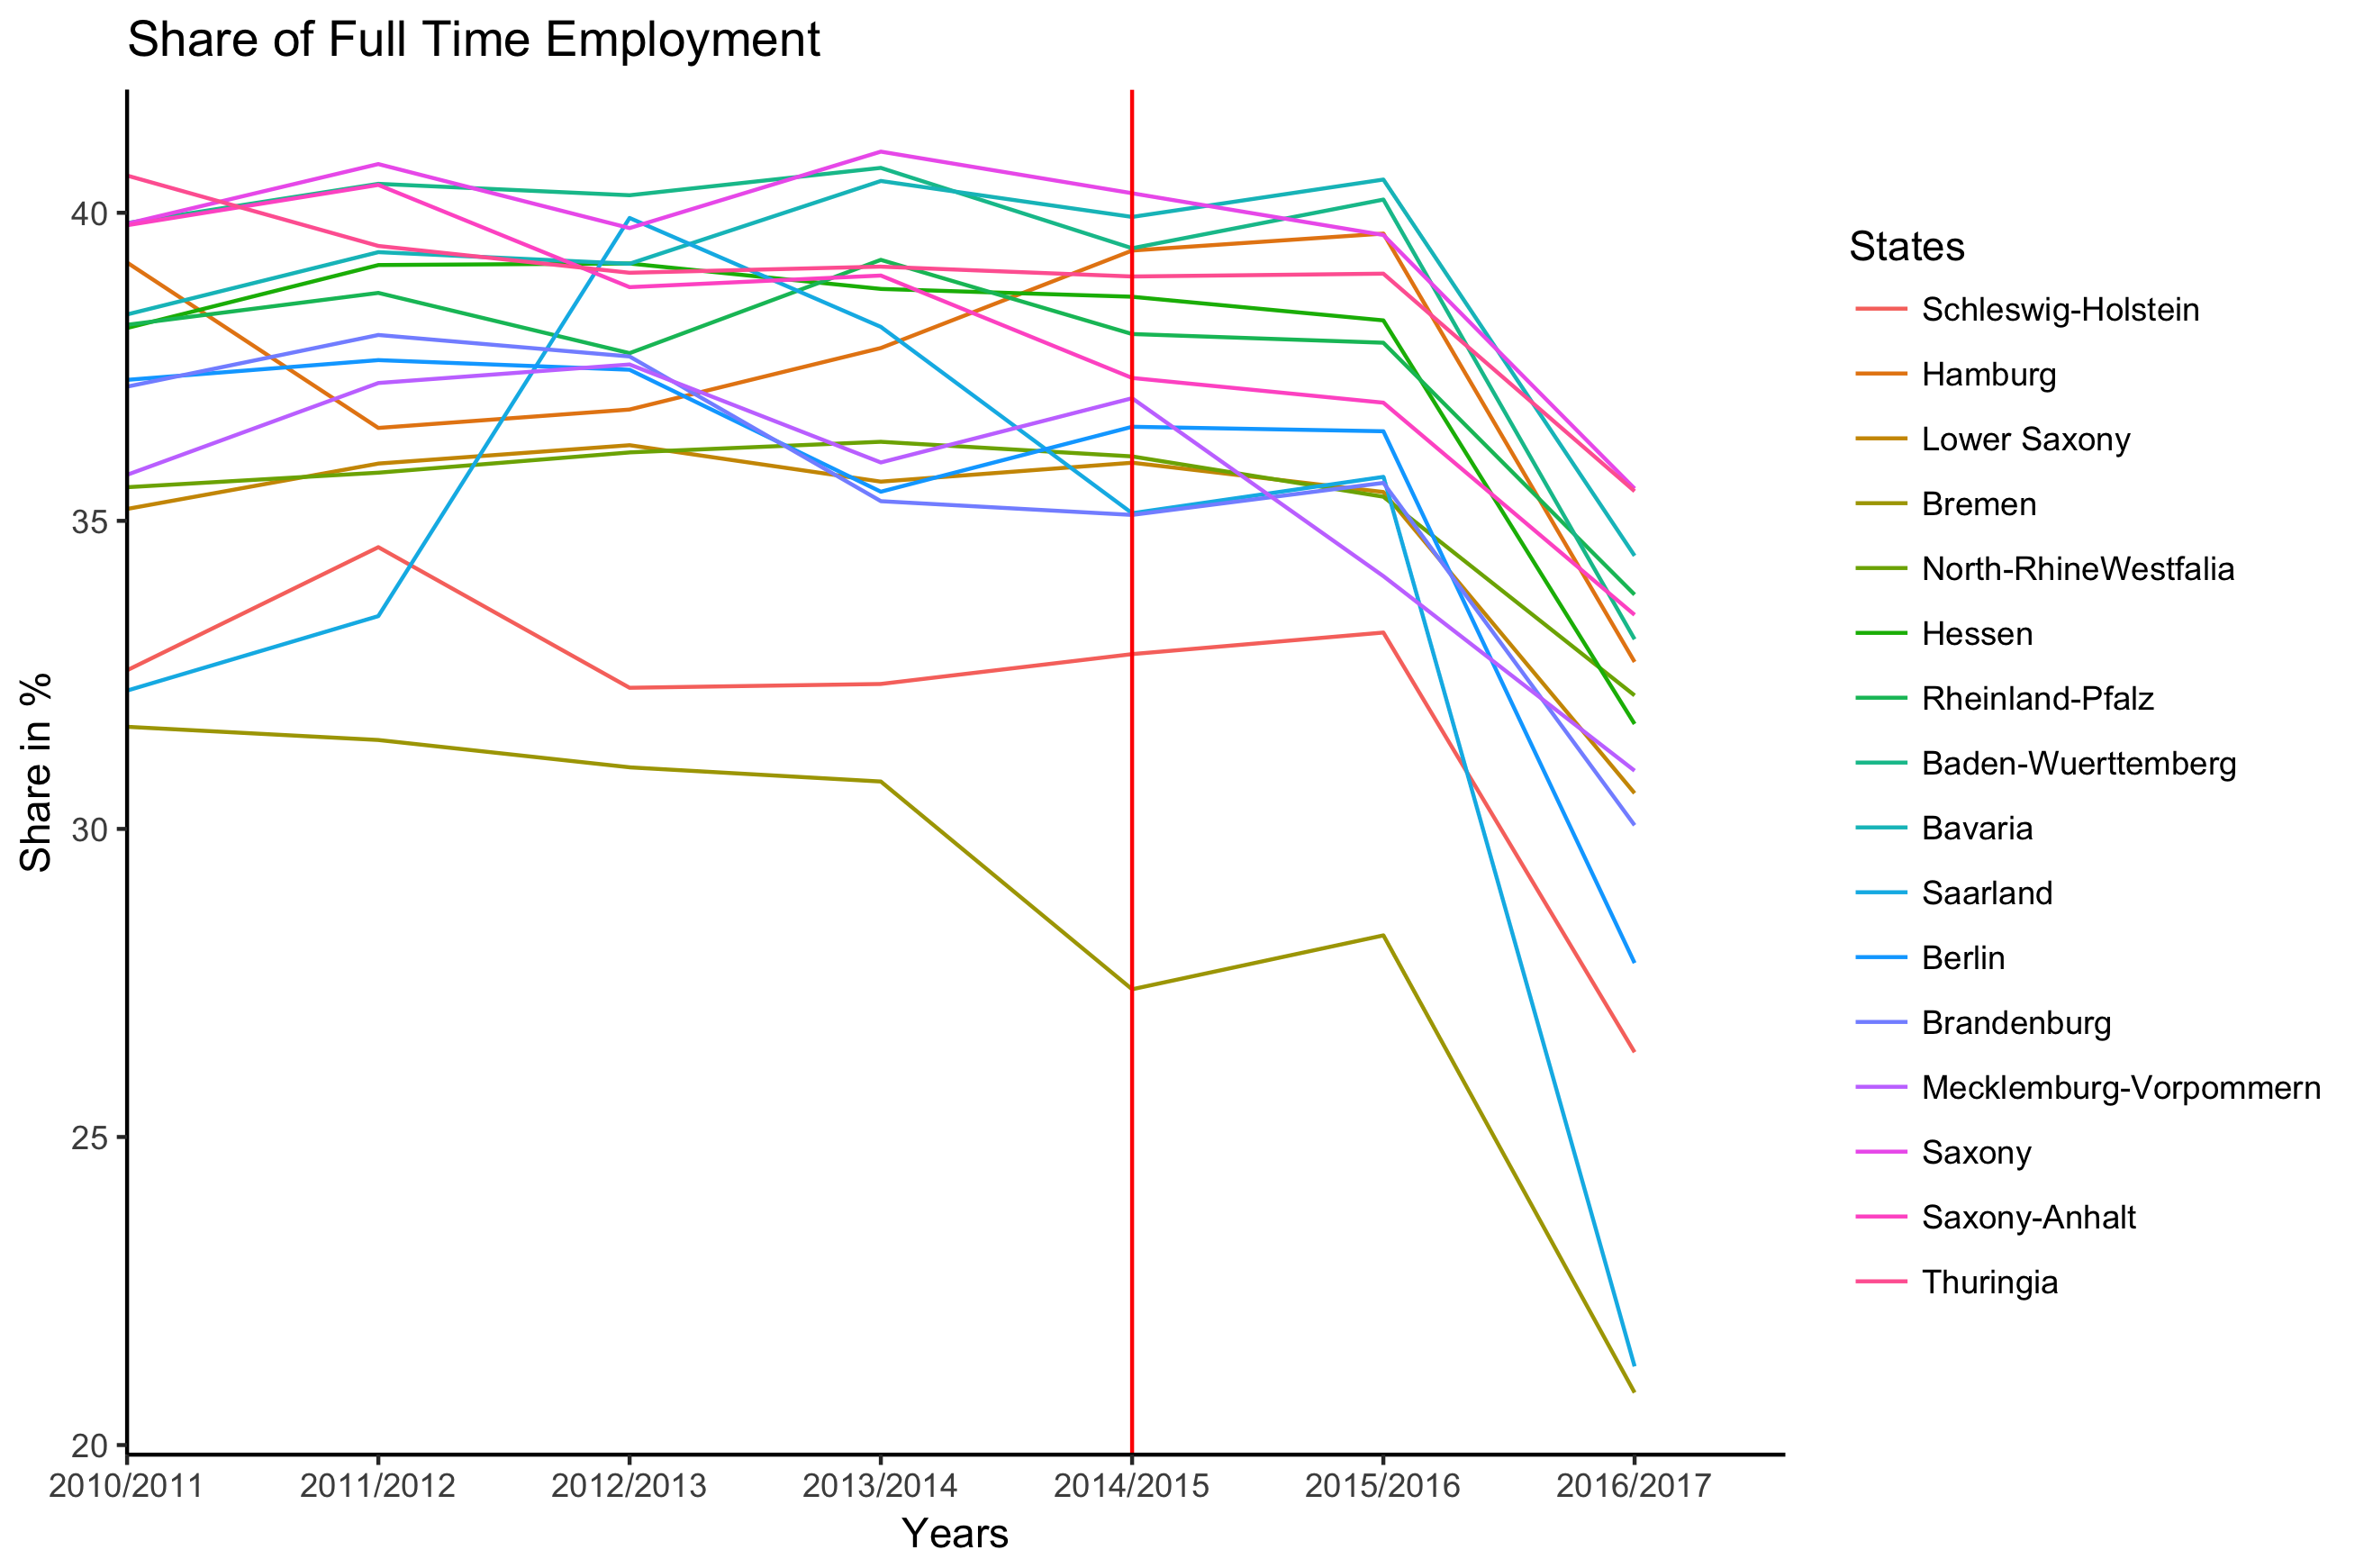 Share of Full Time Employment
40
35
30
25
20
Share in %
2010/2011 2011/2012 2012/2013 2013/2014 2014/2015 2015/2016 2016/2017
Years
States
Schleswig-Holstein
Hamburg
Lower Saxony
Bremen
North-RhineWestfalia
Hessen
Rheinland-Pfalz
Baden-Wuerttemberg
Bavaria
Saarland
Berlin
Brandenburg
Mecklemburg-Vorpommern
Saxony
Saxony-Anhalt
Thuringia